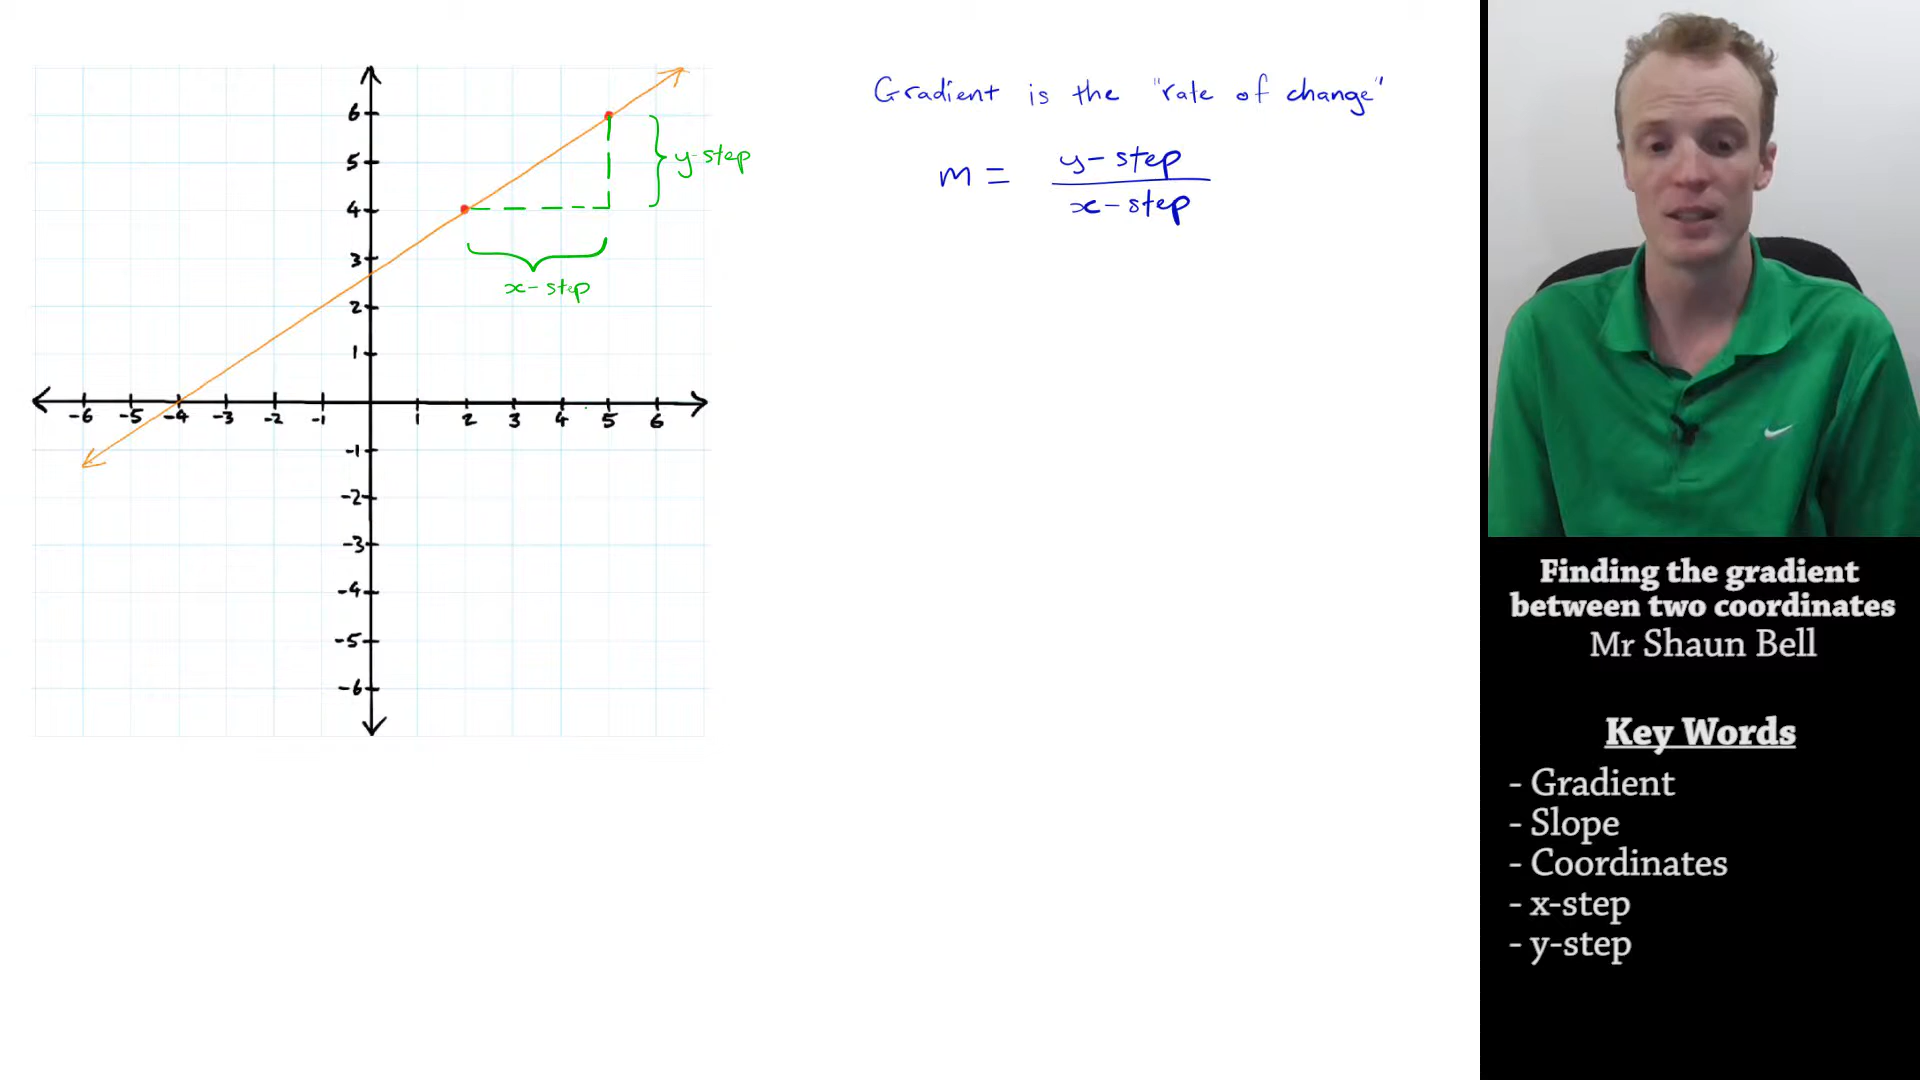 Gradient is the "rate of change"
m = y-step
x-step
6
5
4
3
2
1
-1
-2
-3
-4
-5
-6
-6 -5 -4 -3 -2 -1 1 2 3 4 5 6
y-step
x-step
Finding the gradient
between two coordinates
Mr Shaun Bell
Key Words
- Gradient
- Slope
- Coordinates
- x-step
- y-step